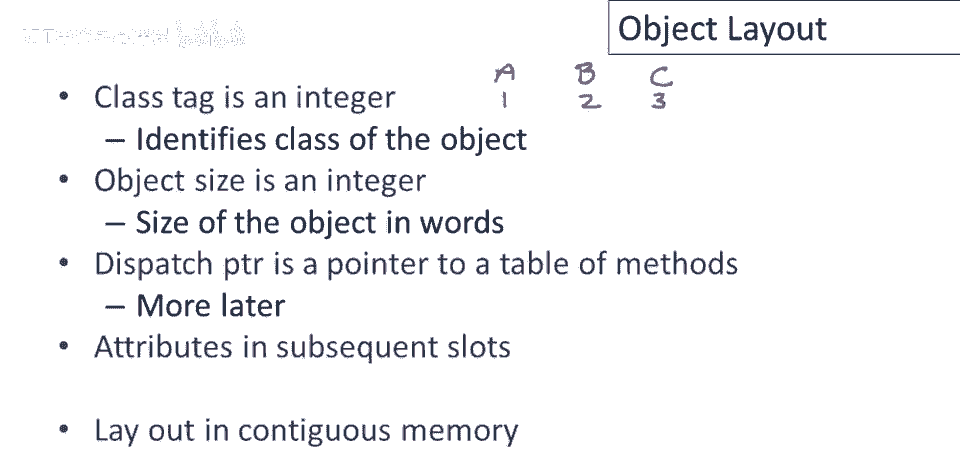 Object Layout
A B C
• Class tag is an integer 1 2 3
– Identifies class of the object
• Object size is an integer
– Size of the object in words
• Dispatch ptr is a pointer to a table of methods
– More later
• Attributes in subsequent slots
• Lay out in contiguous memory